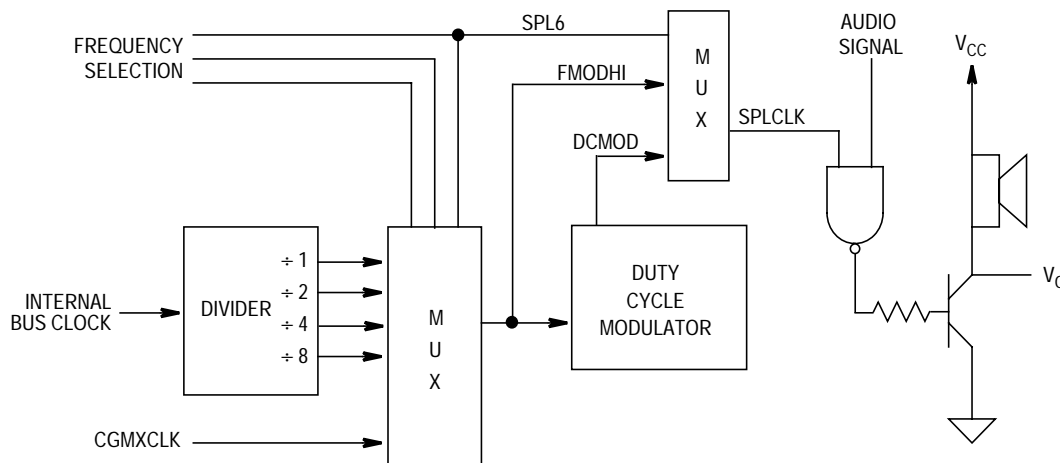 SPL6
AUDIO
SIGNAL
FREQUENCY
SELECTION
VCC
FMODHI
M
U
X
SPLCLK
DCMOD
÷ 1
÷ 2
÷ 4
÷ 8
INTERNAL
BUS CLOCK
DIVIDER
M
U
X
DUTY
CYCLE
MODULATOR
CGMXCLK